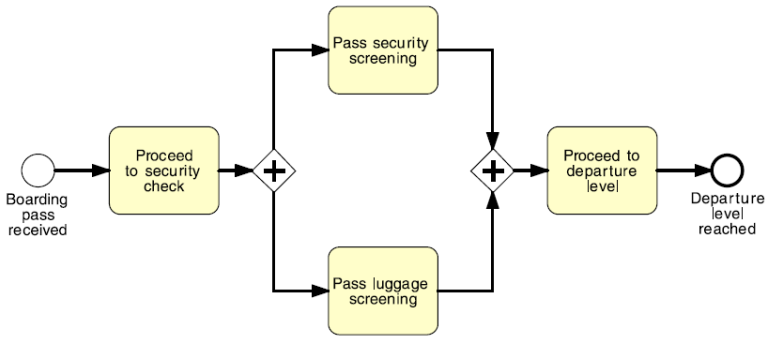 Boarding
pass
received
Proceed
to security
check
Pass security
screening
Pass luggage
screening
Proceed to
departure
level
Departure
level
reached